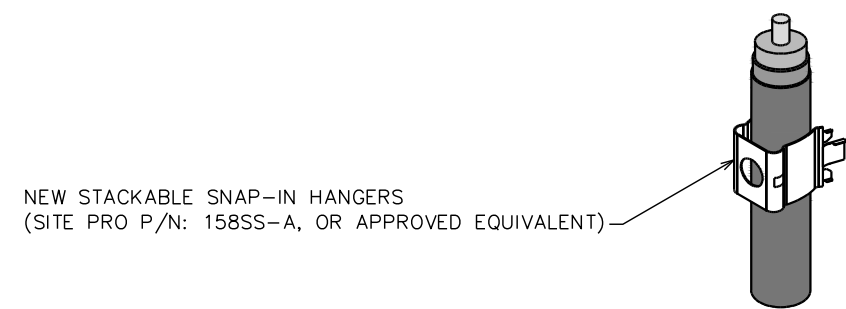 NEW STACKABLE SNAP-IN HANGERS
(SITE PRO P/N: 158SS-A, OR APPROVED EQUIVALENT)